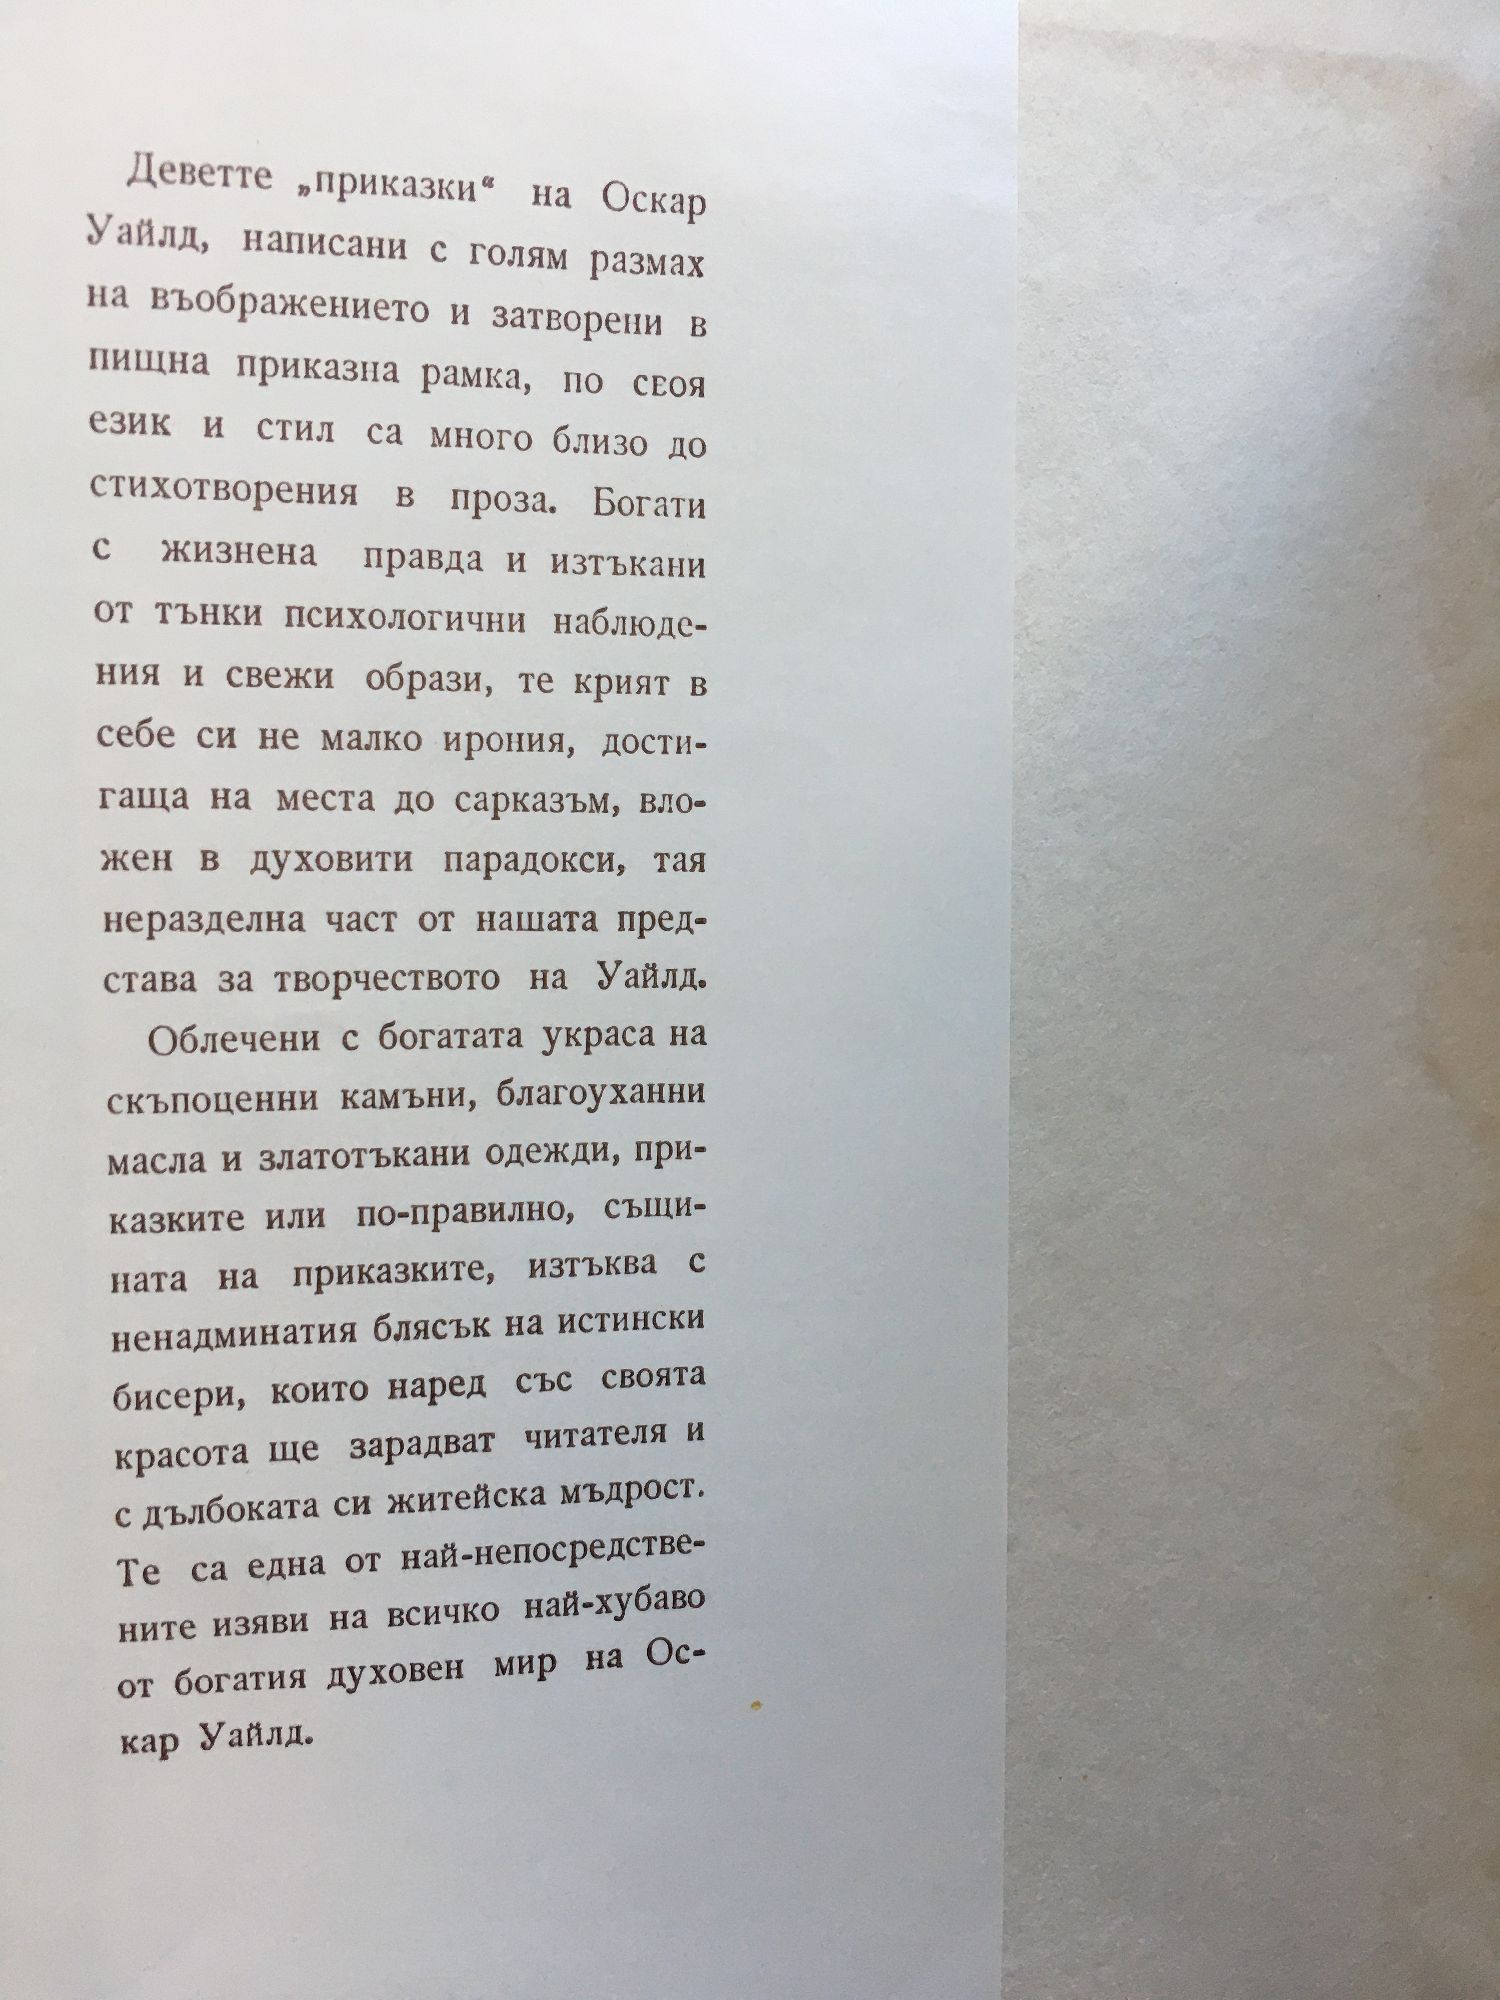 Деветте „приказки“ на Оскар
Уайлд, написани с голям размах
на въображението и затворени в
пищна приказна рамка, по своя
език и стил са много близо до
стихотворения в проза. Богати
с жизнена правда и изтъкани
от тънки психологични наблюде-
ния и свежи образи, те крият в
себе си не малко ирония, дости-
гаща на места до сарказъм, вло-
жен в духовити парадокси, тая
неразделна част от нашата пред-
става за творчеството на Уайлд.
Облечени с богатата украса на
скъпоценни камъни, благоуханни
масла и златотъкани одежди, при-
казките или по-правилно, същи-
ната на приказките, изтъква с
ненадминатия блясък на истински
бисери, които наред със своята
красота ще зарадват читателя и
с дълбоката си житейска мъдрост.
Те са една от най-непосредстве-
ните изяви на всичко най-хубаво
от богатия духовен мир на Ос-
кар Уайлд.